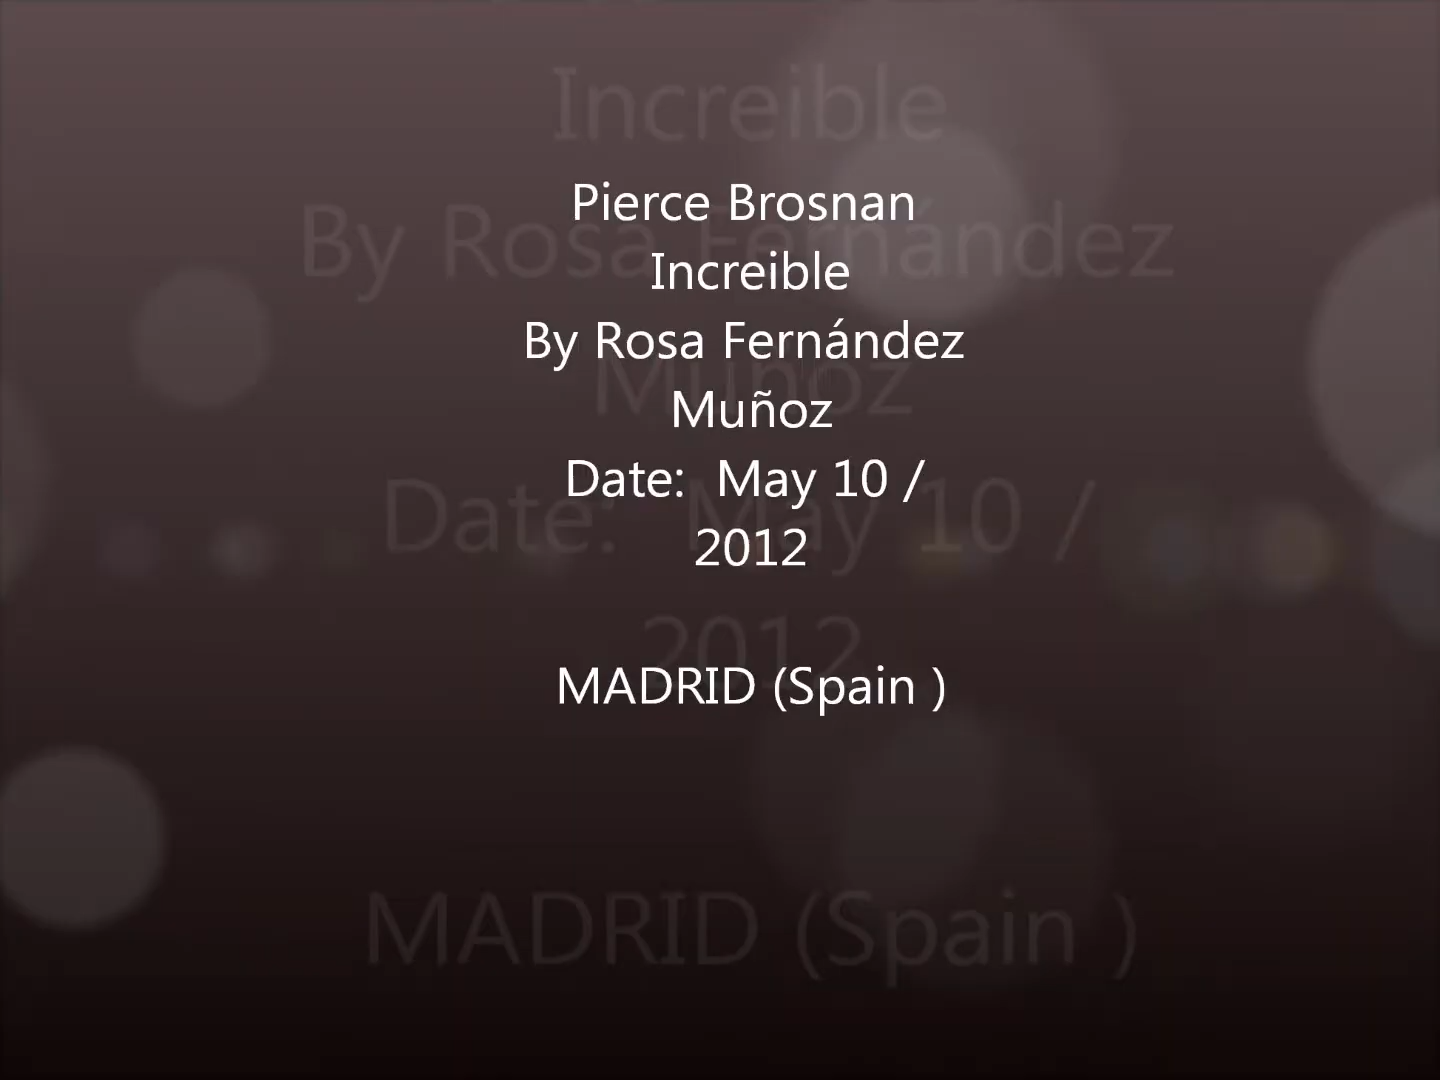 Pierce Brosnan
Increible
By Rosa Fernández
Muñoz
Date:  May 10 /
2012
MADRID (Spain )